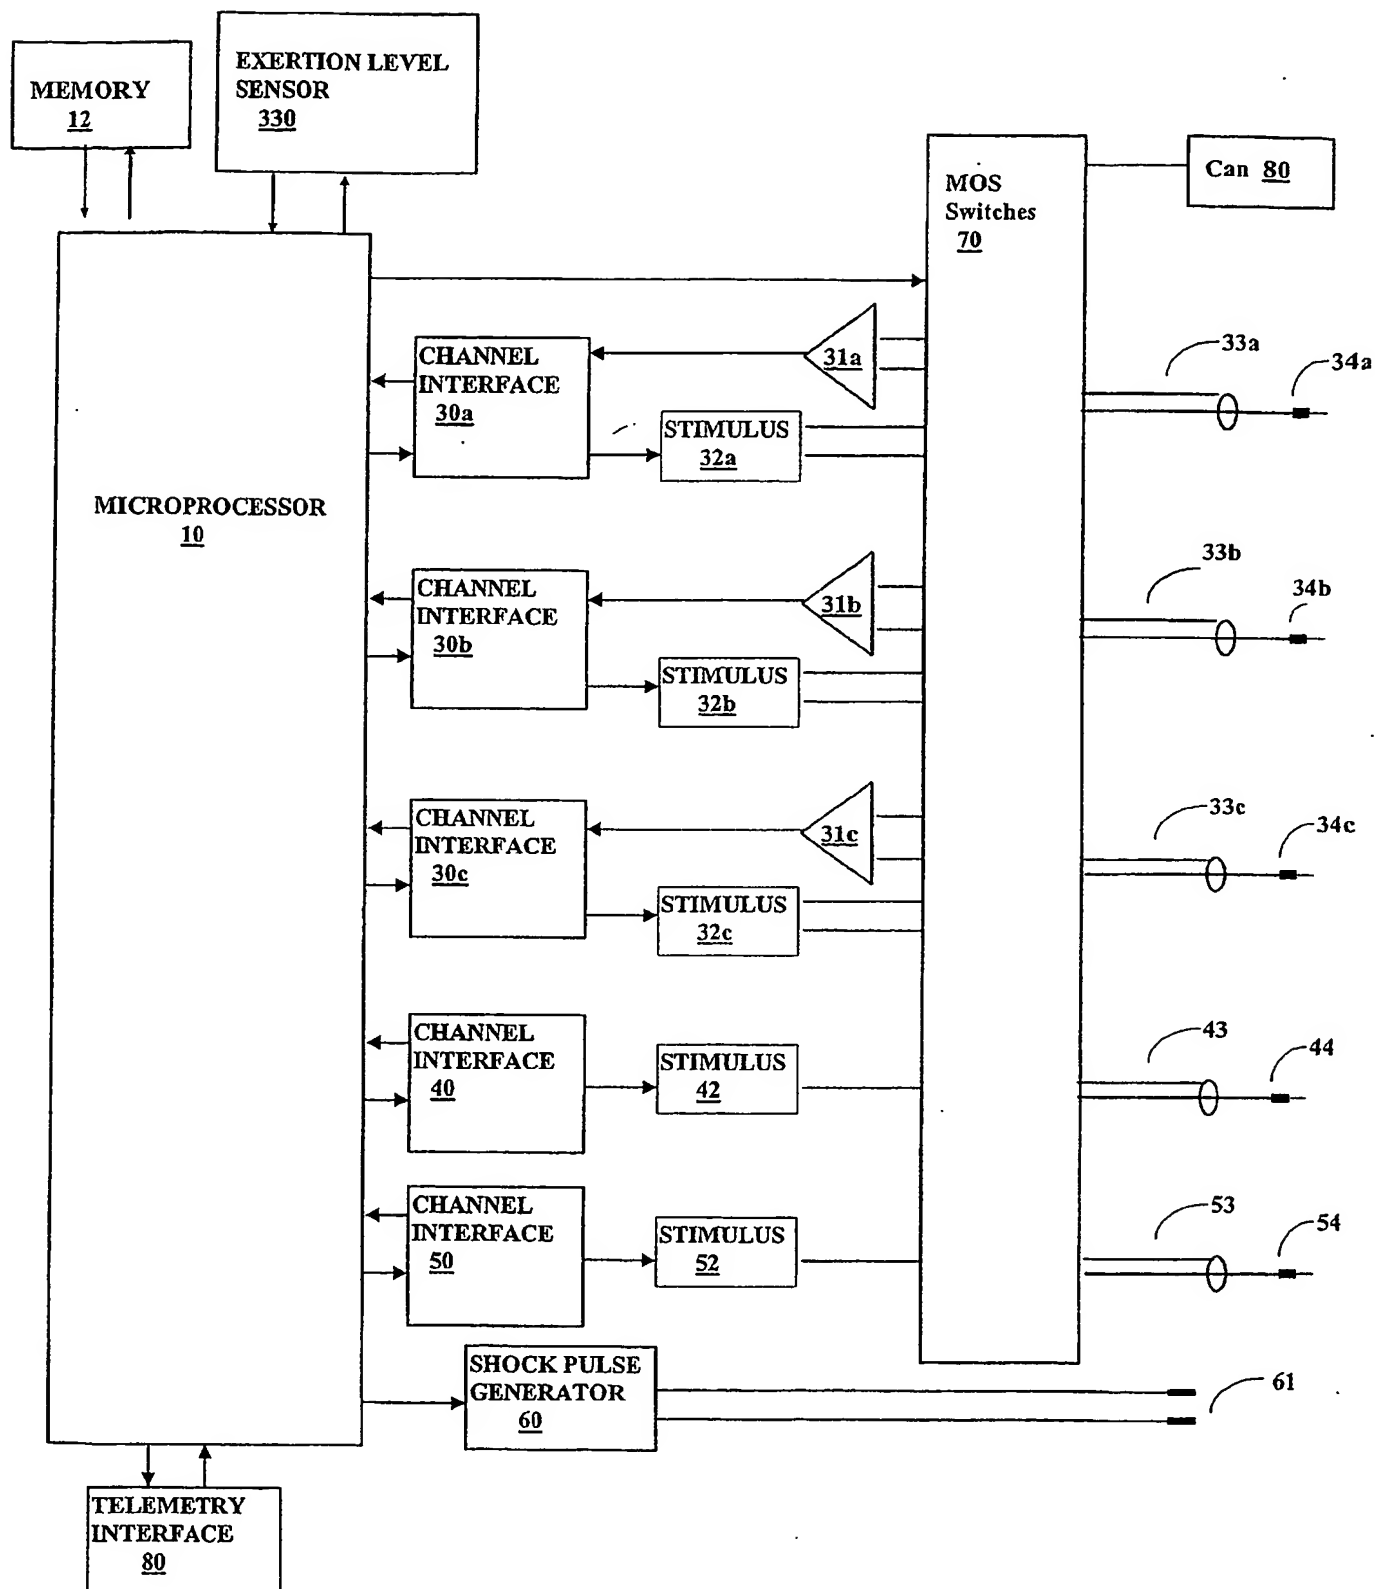 MEMORY
12
EXERTION LEVEL
SENSOR
330
MOS
Switches
70
Can 80
MICROPROCESSOR
10
CHANNEL
INTERFACE
30a
31a
STIMULUS
32a
33a
34a
CHANNEL
INTERFACE
30b
31b
STIMULUS
32b
33b
34b
CHANNEL
INTERFACE
30c
31c
STIMULUS
32c
33c
34c
CHANNEL
INTERFACE
40
STIMULUS
42
43
44
CHANNEL
INTERFACE
50
STIMULUS
52
53
54
SHOCK PULSE
GENERATOR
60
61
TELEMETRY
INTERFACE
80